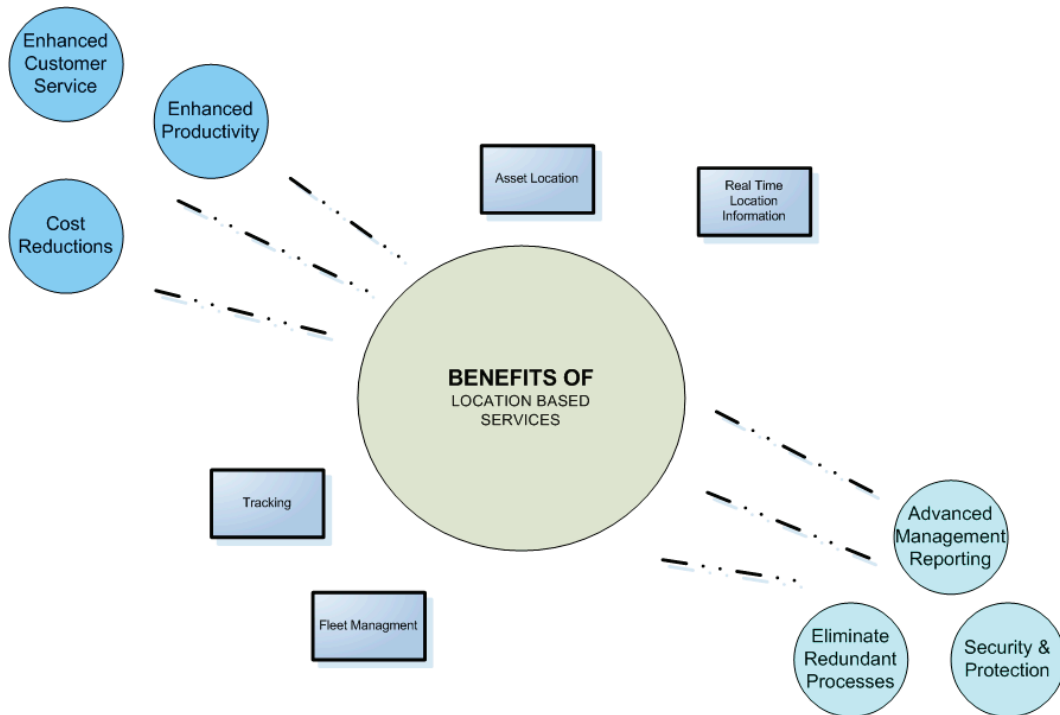 Enhanced
Customer
Service
Enhanced
Productivity
Cost
Reductions
Asset Location
Real Time
Location
Information
BENEFITS OF
LOCATION BASED
SERVICES
Tracking
Fleet Managment
Advanced
Management
Reporting
Eliminate
Redundant
Processes
Security &
Protection